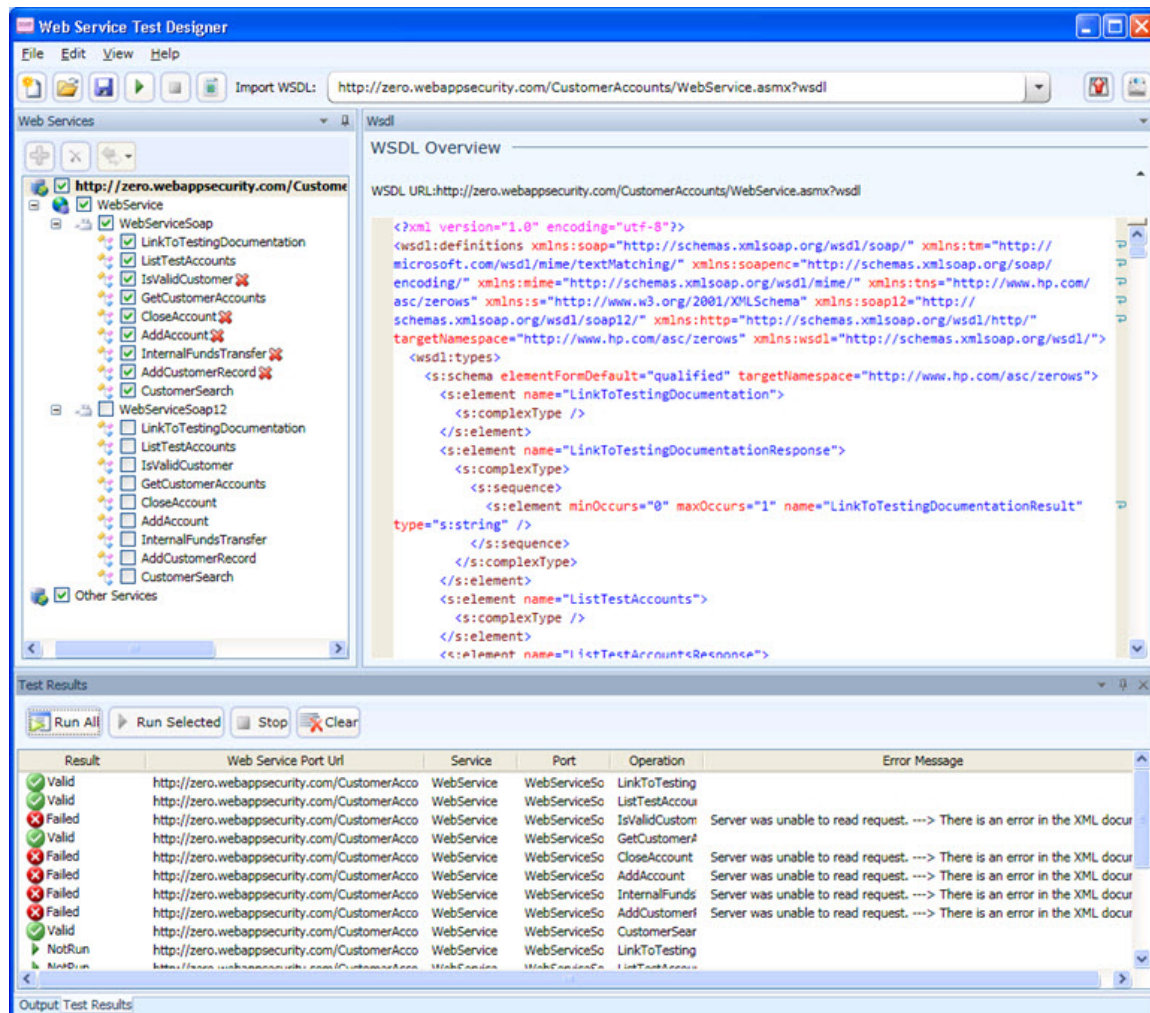 Web Service Test Designer
File Edit View Help
Import WSDL: http://zero.webappsecurity.com/CustomerAccounts/WebService.asmx?wsdl
Web Services
http://zero.webappsecurity.com/Custome
WebService
WebServiceSoap
LinkToTestingDocumentation
ListTestAccounts
IsValidCustomer
GetCustomerAccounts
CloseAccount
AddAccount
InternalFundsTransfer
AddCustomerRecord
CustomerSearch
WebServiceSoap12
LinkToTestingDocumentation
ListTestAccounts
IsValidCustomer
GetCustomerAccounts
CloseAccount
AddAccount
InternalFundsTransfer
AddCustomerRecord
CustomerSearch
Other Services
Wsdl
WSDL Overview
WSDL URL:http://zero.webappsecurity.com/CustomerAccounts/WebService.asmx?wsdl
<?xml version="1.0" encoding="utf-8"?>
<wsdl:definitions xmlns:soap="http://schemas.xmlsoap.org/wsdl/soap/" xmlns:tm="http://
microsoft.com/wsdl/mime/textMatching/" xmlns:soapenc="http://schemas.xmlsoap.org/soap/
encoding/" xmlns:mime="http://schemas.xmlsoap.org/wsdl/mime/" xmlns:tns="http://www.hp.com/
asc/zerows" xmlns:s="http://www.w3.org/2001/XMLSchema" xmlns:soap12="http://
schemas.xmlsoap.org/wsdl/soap12/" xmlns:http="http://schemas.xmlsoap.org/wsdl/http/"
targetNamespace="http://www.hp.com/asc/zerows" xmlns:wsdl="http://schemas.xmlsoap.org/wsdl/">
<wsdl:types>
<s:schema elementFormDefault="qualified" targetNamespace="http://www.hp.com/asc/zerows">
<s:element name="LinkToTestingDocumentation">
<s:complexType />
</s:element>
<s:element name="LinkToTestingDocumentationResponse">
<s:complexType>
<s:sequence>
<s:element minOccurs="0" maxOccurs="1" name="LinkToTestingDocumentationResult"
type="s:string" />
</s:sequence>
</s:complexType>
</s:element>
<s:element name="ListTestAccounts">
<s:complexType />
</s:element>
<s:element name="ListTestAccountsResponse">
Test Results
Run All Run Selected Stop Clear
Result Web Service Port Url Service Port Operation Error Message
Valid http://zero.webappsecurity.com/CustomerAcco WebService WebServiceSo LinkToTesting
Valid http://zero.webappsecurity.com/CustomerAcco WebService WebServiceSo ListTestAccou
Failed http://zero.webappsecurity.com/CustomerAcco WebService WebServiceSo IsValidCustom Server was unable to read request. ---> There is an error in the XML docur
Valid http://zero.webappsecurity.com/CustomerAcco WebService WebServiceSo GetCustomerA
Failed http://zero.webappsecurity.com/CustomerAcco WebService WebServiceSo CloseAccount Server was unable to read request. ---> There is an error in the XML docur
Failed http://zero.webappsecurity.com/CustomerAcco WebService WebServiceSo AddAccount Server was unable to read request. ---> There is an error in the XML docur
Failed http://zero.webappsecurity.com/CustomerAcco WebService WebServiceSo InternalFunds Server was unable to read request. ---> There is an error in the XML docur
Failed http://zero.webappsecurity.com/CustomerAcco WebService WebServiceSo AddCustomerF Server was unable to read request. ---> There is an error in the XML docur
Valid http://zero.webappsecurity.com/CustomerAcco WebService WebServiceSo CustomerSear
NotRun http://zero.webappsecurity.com/CustomerAcco WebService WebServiceSo LinkToTesting
NotRun http://zero.webappsecurity.com/CustomerAcco WebService WebServiceSo ListTestAccou
Output Test Results